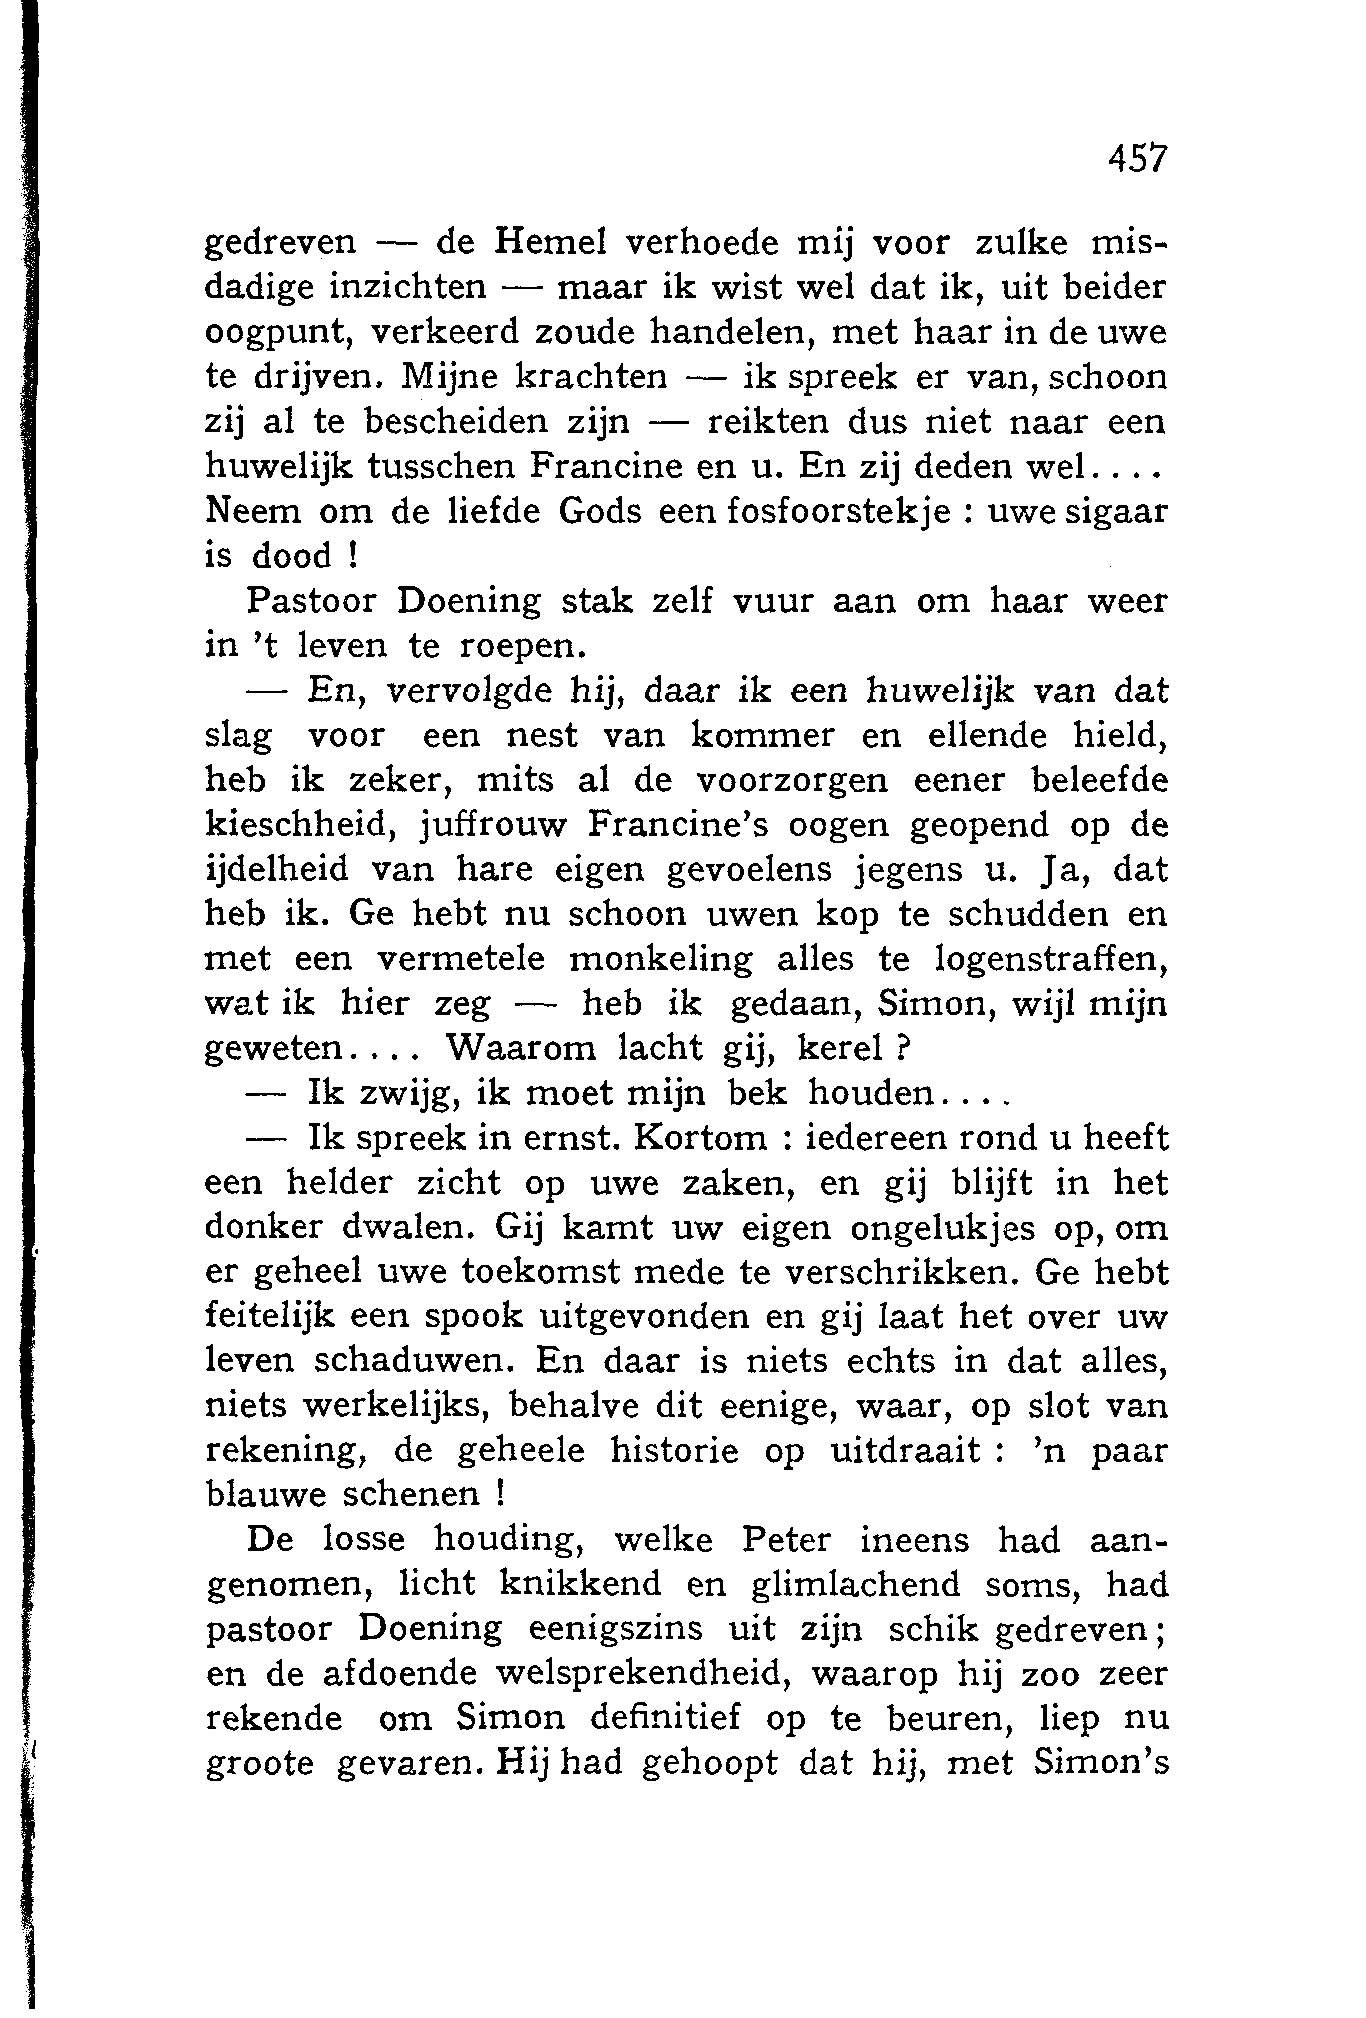 457
gedreven — de Hemel verhoede mij voor zulke mis-
dadige inzichten — maar ik wist wel dat ik, uit beider
oogpunt, verkeerd zoude handelen, met haar in de uwe
te drijven. Mijne krachten — ik spreek er van, schoon
zij al te bescheiden zijn — reikten dus niet naar een
huwelijk tusschen Francine en u. En zij deden wel....
Neem om de liefde Gods een fosfoorstekje : uwe sigaar
is dood !
Pastoor Doening stak zelf vuur aan om haar weer
in 't leven te roepen.
— En, vervolgde hij, daar ik een huwelijk van dat
slag voor een nest van kommer en ellende hield,
heb ik zeker, mits al de voorzorgen eener beleefde
kieschheid, juffrouw Francine's oogen geopend op de
ijdelheid van hare eigen gevoelens jegens u. Ja, dat
heb ik. Ge hebt nu schoon uwen kop te schudden en
met een vermetele monkeling alles te logenstraffen,
wat ik hier zeg — heb ik gedaan, Simon, wijl mijn
geweten.... Waarom lacht gij, kerel ?
— Ik zwijg, ik moet mijn bek houden....
— Ik spreek in ernst. Kortom : iedereen rond u heeft
een helder zicht op uwe zaken, en gij blijft in het
donker dwalen. Gij kamt uw eigen ongelukjes op, om
er geheel uwe toekomst mede te verschrikken. Ge hebt
feitelijk een spook uitgevonden en gij laat het over uw
leven schaduwen. En daar is niets echts in dat alles,
niets werkelijks, behalve dit eenige, waar, op slot van
rekening, de geheele historie op uitdraait : 'n paar
blauwe schenen !
De losse houding, welke Peter ineens had aan-
genomen, licht knikkend en glimlachend soms, had
pastoor Doening eenigszins uit zijn schik gedreven;
en de afdoende welsprekendheid, waarop hij zoo zeer
rekende om Simon definitief op te beuren, liep nu
groote gevaren. Hij had gehoopt dat hij, met Simon's